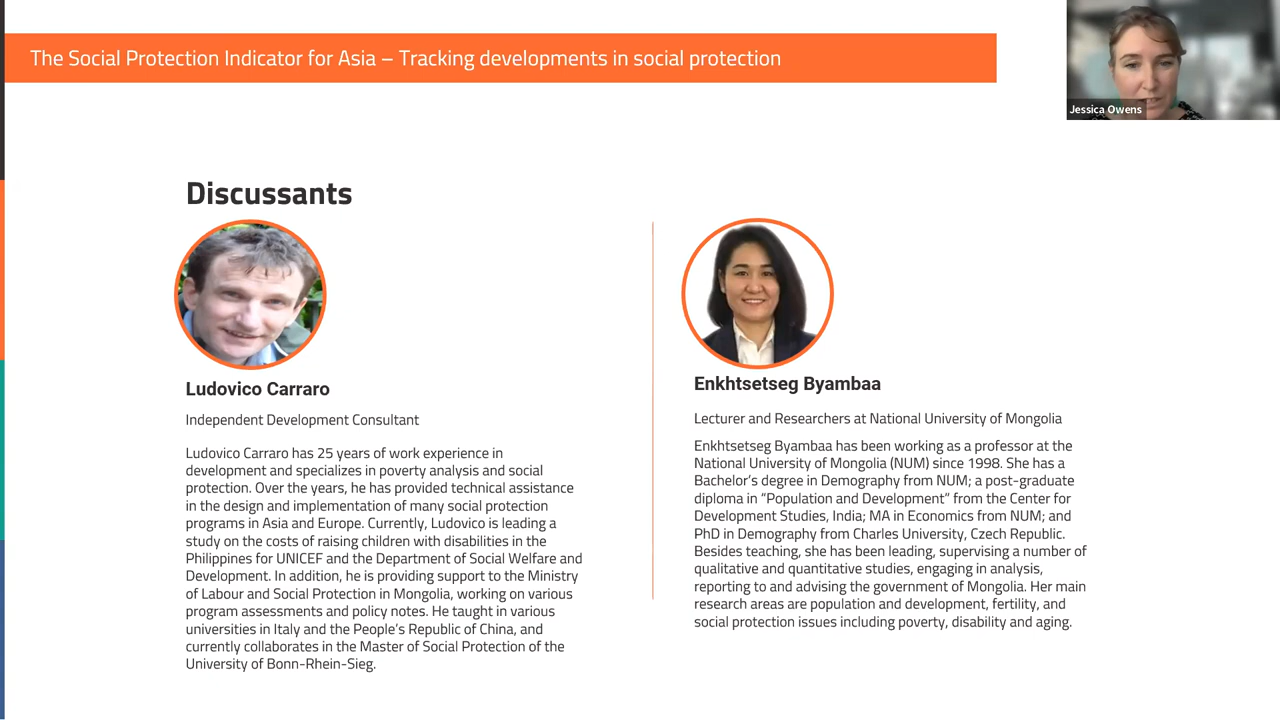 The Social Protection Indicator for Asia – Tracking developments in social protection
Jessica Owens
Discussants
Ludovico Carraro
Independent Development Consultant
Ludovico Carraro has 25 years of work experience in
development and specializes in poverty analysis and social
protection. Over the years, he has provided technical assistance
in the design and implementation of many social protection
programs in Asia and Europe. Currently, Ludovico is leading a
study on the costs of raising children with disabilities in the
Philippines for UNICEF and the Department of Social Welfare and
Development. In addition, he is providing support to the Ministry
of Labour and Social Protection in Mongolia, working on various
program assessments and policy notes. He taught in various
universities in Italy and the People's Republic of China, and
currently collaborates in the Master of Social Protection of the
University of Bonn-Rhein-Sieg.
Enkhtsetseg Byambaa
Lecturer and Researchers at National University of Mongolia
Enkhtsetseg Byambaa has been working as a professor at the
National University of Mongolia (NUM) since 1998. She has a
Bachelor's degree in Demography from NUM; a post-graduate
diploma in “Population and Development” from the Center for
Development Studies, India; MA in Economics from NUM; and
PhD in Demography from Charles University, Czech Republic.
Besides teaching, she has been leading, supervising a number of
qualitative and quantitative studies, engaging in analysis,
reporting to and advising the government of Mongolia. Her main
research areas are population and development, fertility, and
social protection issues including poverty, disability and aging.